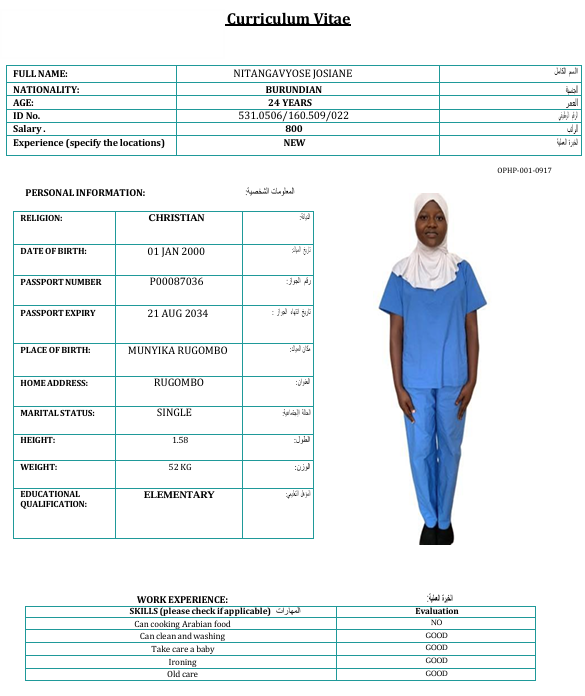 Curriculum Vitae
FULL NAME: NITANGAVYOSE JOSIANE الاسم الكامل
NATIONALITY: BURUNDIAN الجنسية
AGE: 24 YEARS العمر
ID No. 531.0506/160.509/022
Salary . 800 الراتب
Experience (specify the locations) NEW الخبرة العملية
OPHP-001-0917
PERSONAL INFORMATION: المعلومات الشخصية:
RELIGION: CHRISTIAN الديانة:
DATE OF BIRTH: 01 JAN 2000 تاريخ الميلاد:
PASSPORT NUMBER P00087036 رقم الجواز:
PASSPORT EXPIRY 21 AUG 2034 تاريخ انتهاء الجواز :
PLACE OF BIRTH: MUNYIKA RUGOMBO مكان الميلاد:
HOME ADDRESS: RUGOMBO العنوان:
MARITAL STATUS: SINGLE الحالة الاجتماعية:
HEIGHT: 1.58 الطول:
WEIGHT: 52 KG الوزن:
EDUCATIONAL ELEMENTARY المؤهل التعليمي:
QUALIFICATION:
WORK EXPERIENCE: الخبرة العملية:
SKILLS (please check if applicable) المهارات Evaluation
Can cooking Arabian food NO
Can clean and washing GOOD
Take care a baby GOOD
Ironing GOOD
Old care GOOD